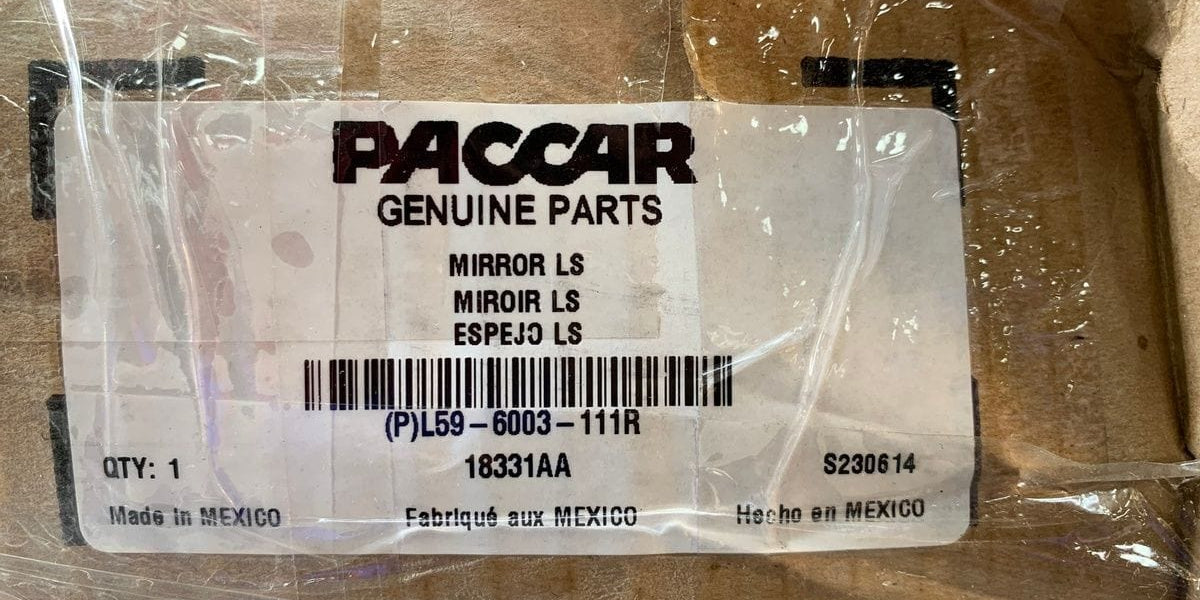 PACCAR
GENUINE PARTS
MIRROR LS
MIROIR LS
ESPEJO LS
(P)L59-6003-111R
QTY: 1 18331AA S230614
Made in MEXICO Fabriqué aux MEXICO Hecho en MEXICO